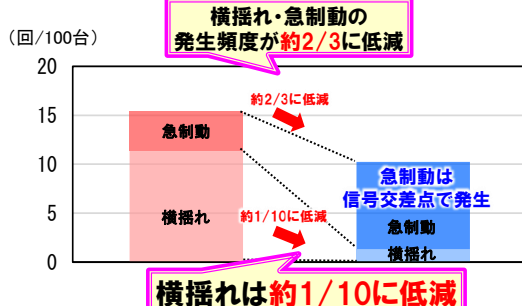 横揺れ・急制動の
発生頻度が約2/3に低減
（回/100台）
20
15
10
5
0
約2/3に低減
急制動
横揺れ
約1/10に低減
急制動は
信号交差点で発生
急制動
横揺れ
横揺れは約1/10に低減